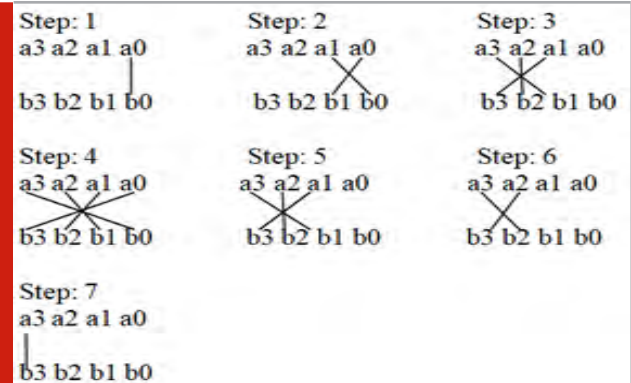 Step: 1
a3 a2 a1 a0
b3 b2 b1 b0
Step: 2
a3 a2 a1 a0
b3 b2 b1 b0
Step: 3
a3 a2 a1 a0
b3 b2 b1 b0
Step: 4
a3 a2 a1 a0
b3 b2 b1 b0
Step: 5
a3 a2 a1 a0
b3 b2 b1 b0
Step: 6
a3 a2 a1 a0
b3 b2 b1 b0
Step: 7
a3 a2 a1 a0
b3 b2 b1 b0